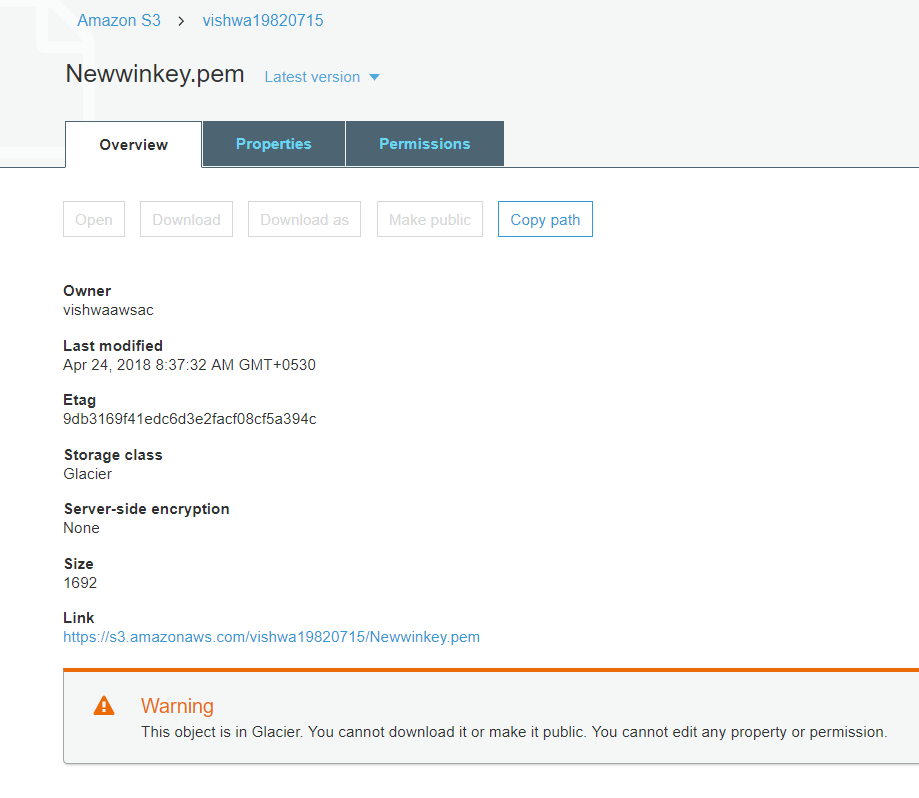 Amazon S3 > vishwa19820715
Newwinkey.pem Latest version
Overview Properties Permissions
Open Download Download as Make public Copy path
Owner
vishwaawsac
Last modified
Apr 24, 2018 8:37:32 AM GMT+0530
Etag
9db3169f41edc6d3e2facf08cf5a394c
Storage class
Glacier
Server-side encryption
None
Size
1692
Link
https://s3.amazonaws.com/vishwa19820715/Newwinkey.pem
Warning
This object is in Glacier. You cannot download it or make it public. You cannot edit any property or permission.